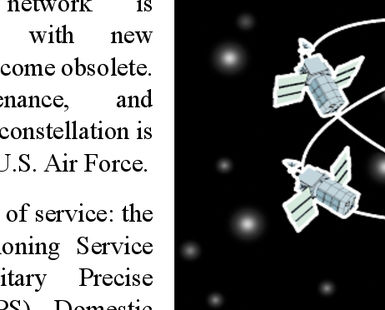 network is
with new
come obsolete.
enance, and
constellation is
U.S. Air Force.
of service: the
ioning Service
itary Precise
PS). Domestic